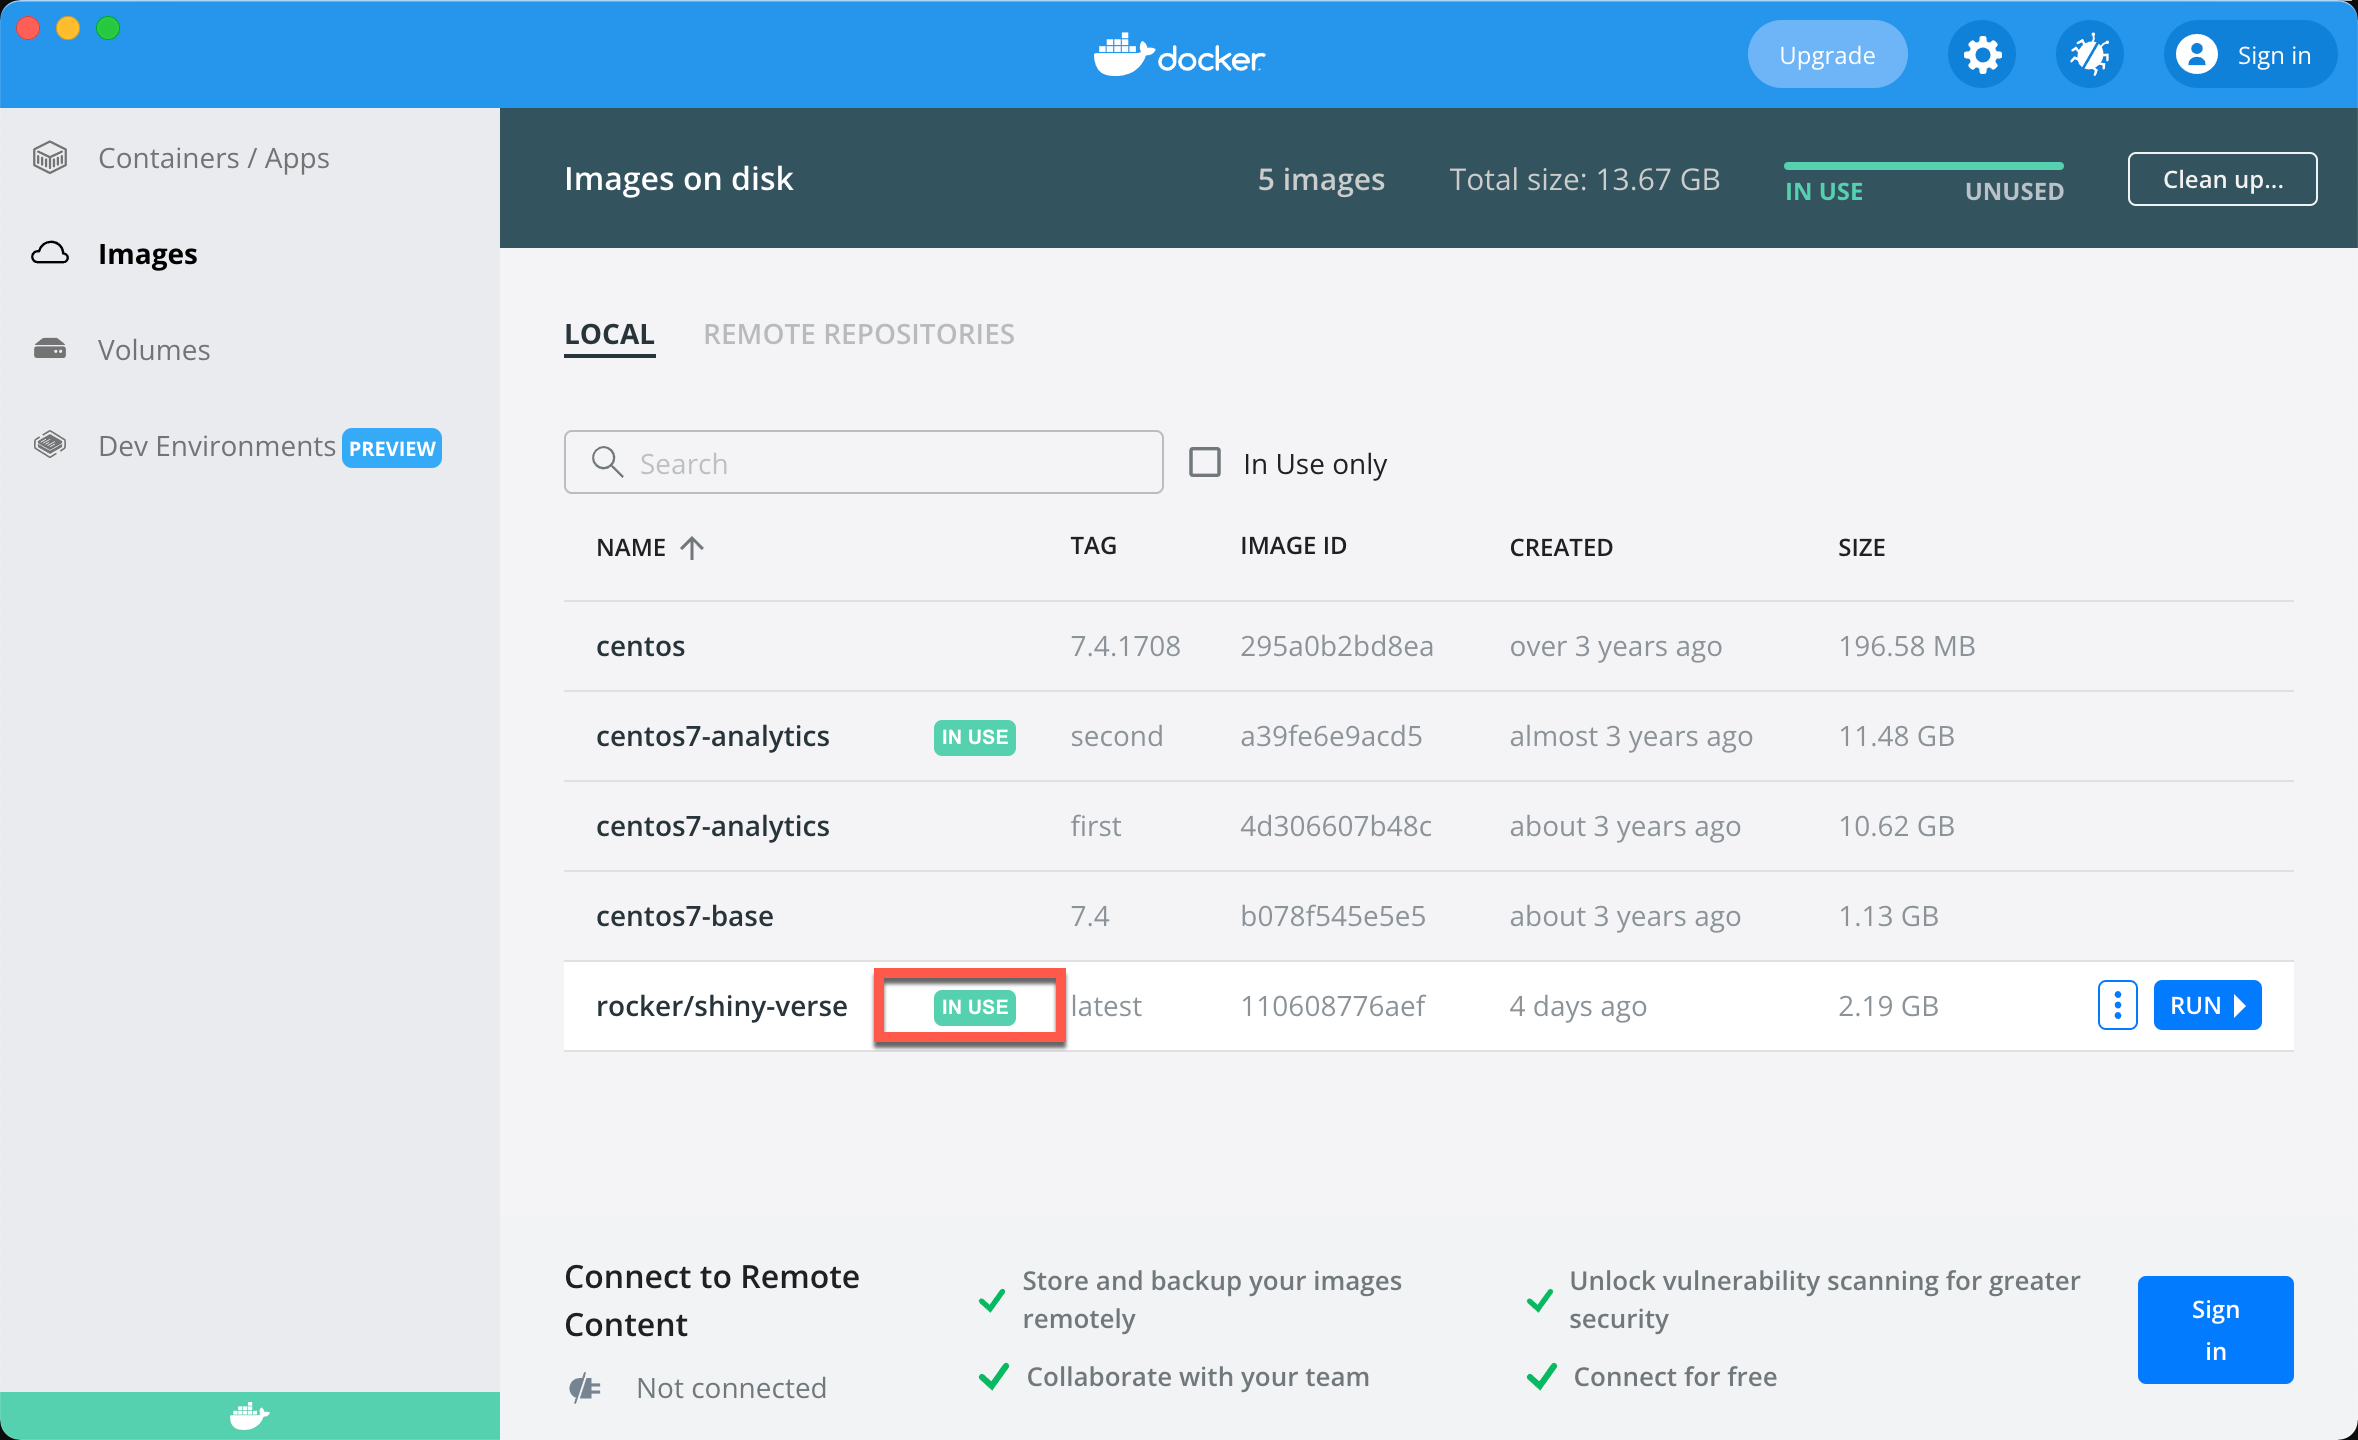 docker
Upgrade
Sign in
Containers / Apps
Images
Volumes
Dev Environments PREVIEW
Images on disk
5 images
Total size: 13.67 GB
IN USE UNUSED
Clean up...
LOCAL REMOTE REPOSITORIES
Search
In Use only
NAME TAG IMAGE ID CREATED SIZE
centos 7.4.1708 295a0b2bd8ea over 3 years ago 196.58 MB
centos7-analytics IN USE second a39fe6e9acd5 almost 3 years ago 11.48 GB
centos7-analytics first 4d306607b48c about 3 years ago 10.62 GB
centos7-base 7.4 b078f545e5e5 about 3 years ago 1.13 GB
rocker/shiny-verse IN USE latest 110608776aef 4 days ago 2.19 GB RUN
Connect to Remote
Content
Not connected
Store and backup your images
remotely
Collaborate with your team
Unlock vulnerability scanning for greater
security
Connect for free
Sign
in